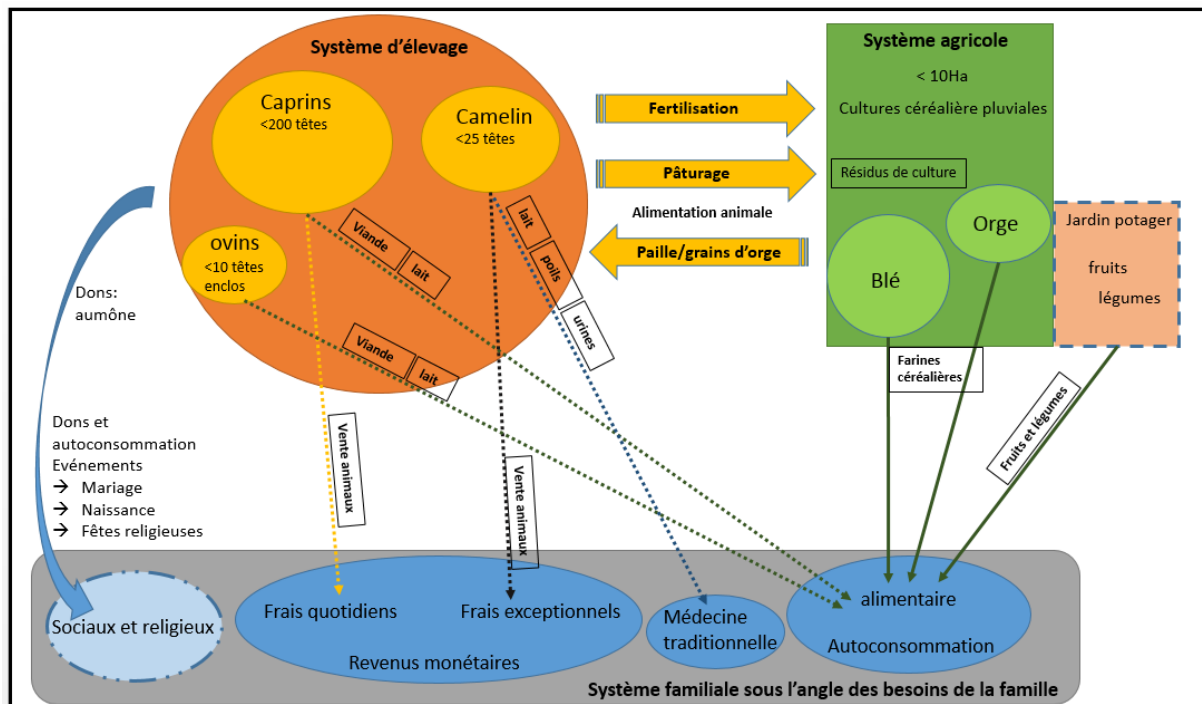 Système d'élevage
Caprins
<200 têtes
Camelin
<25 têtes
ovins
<10 têtes
enclos
Viande
lait
Viande
lait
lait
poils
urines
Fertilisation
Pâturage
Alimentation animale
Paille/grains d'orge
Système agricole
< 10Ha
Cultures céréalière pluviales
Résidus de culture
Orge
Blé
Jardin potager
fruits
légumes
Farines
céréalières
Fruits et légumes
Dons:
aumône
Dons et
autoconsommation
Evénements
→ Mariage
→ Naissance
→ Fêtes religieuses
Vente animaux
Vente animaux
Sociaux et religieux
Frais quotidiens
Frais exceptionnels
Revenus monétaires
Médecine
traditionnelle
alimentaire
Autoconsommation
Système familiale sous l'angle des besoins de la famille